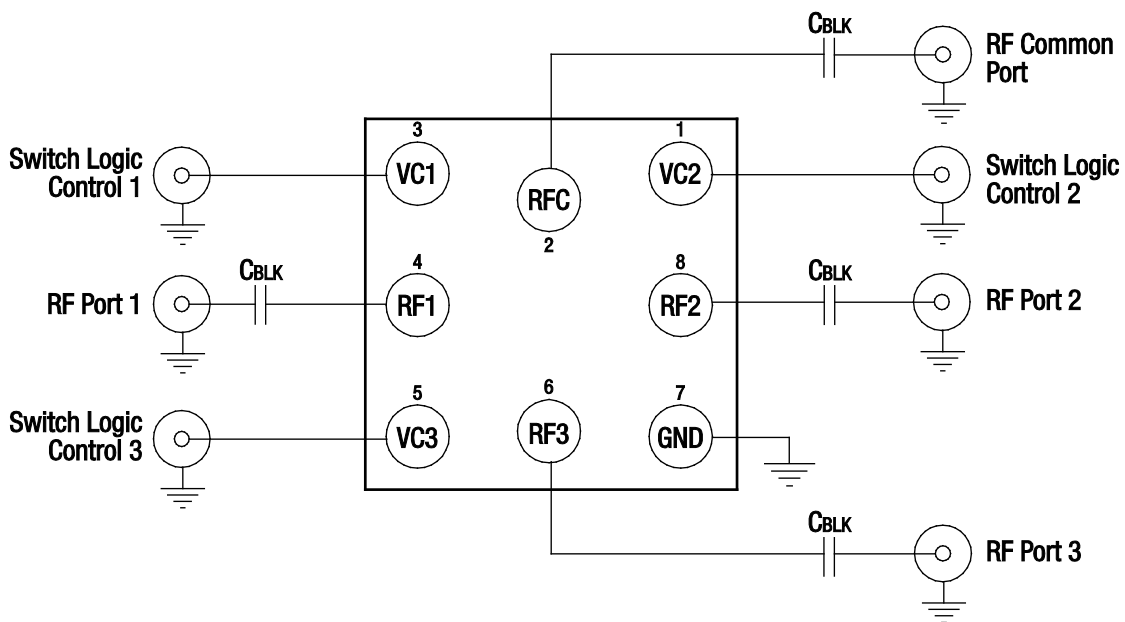 CBLK
RF Common
Port
3
1
Switch Logic
Control 1
VC1
VC2
Switch Logic
Control 2
RFC
2
4
8
CBLK
CBLK
RF Port 1
RF1
RF2
RF Port 2
5
6
7
Switch Logic
Control 3
VC3
RF3
GND
CBLK
RF Port 3